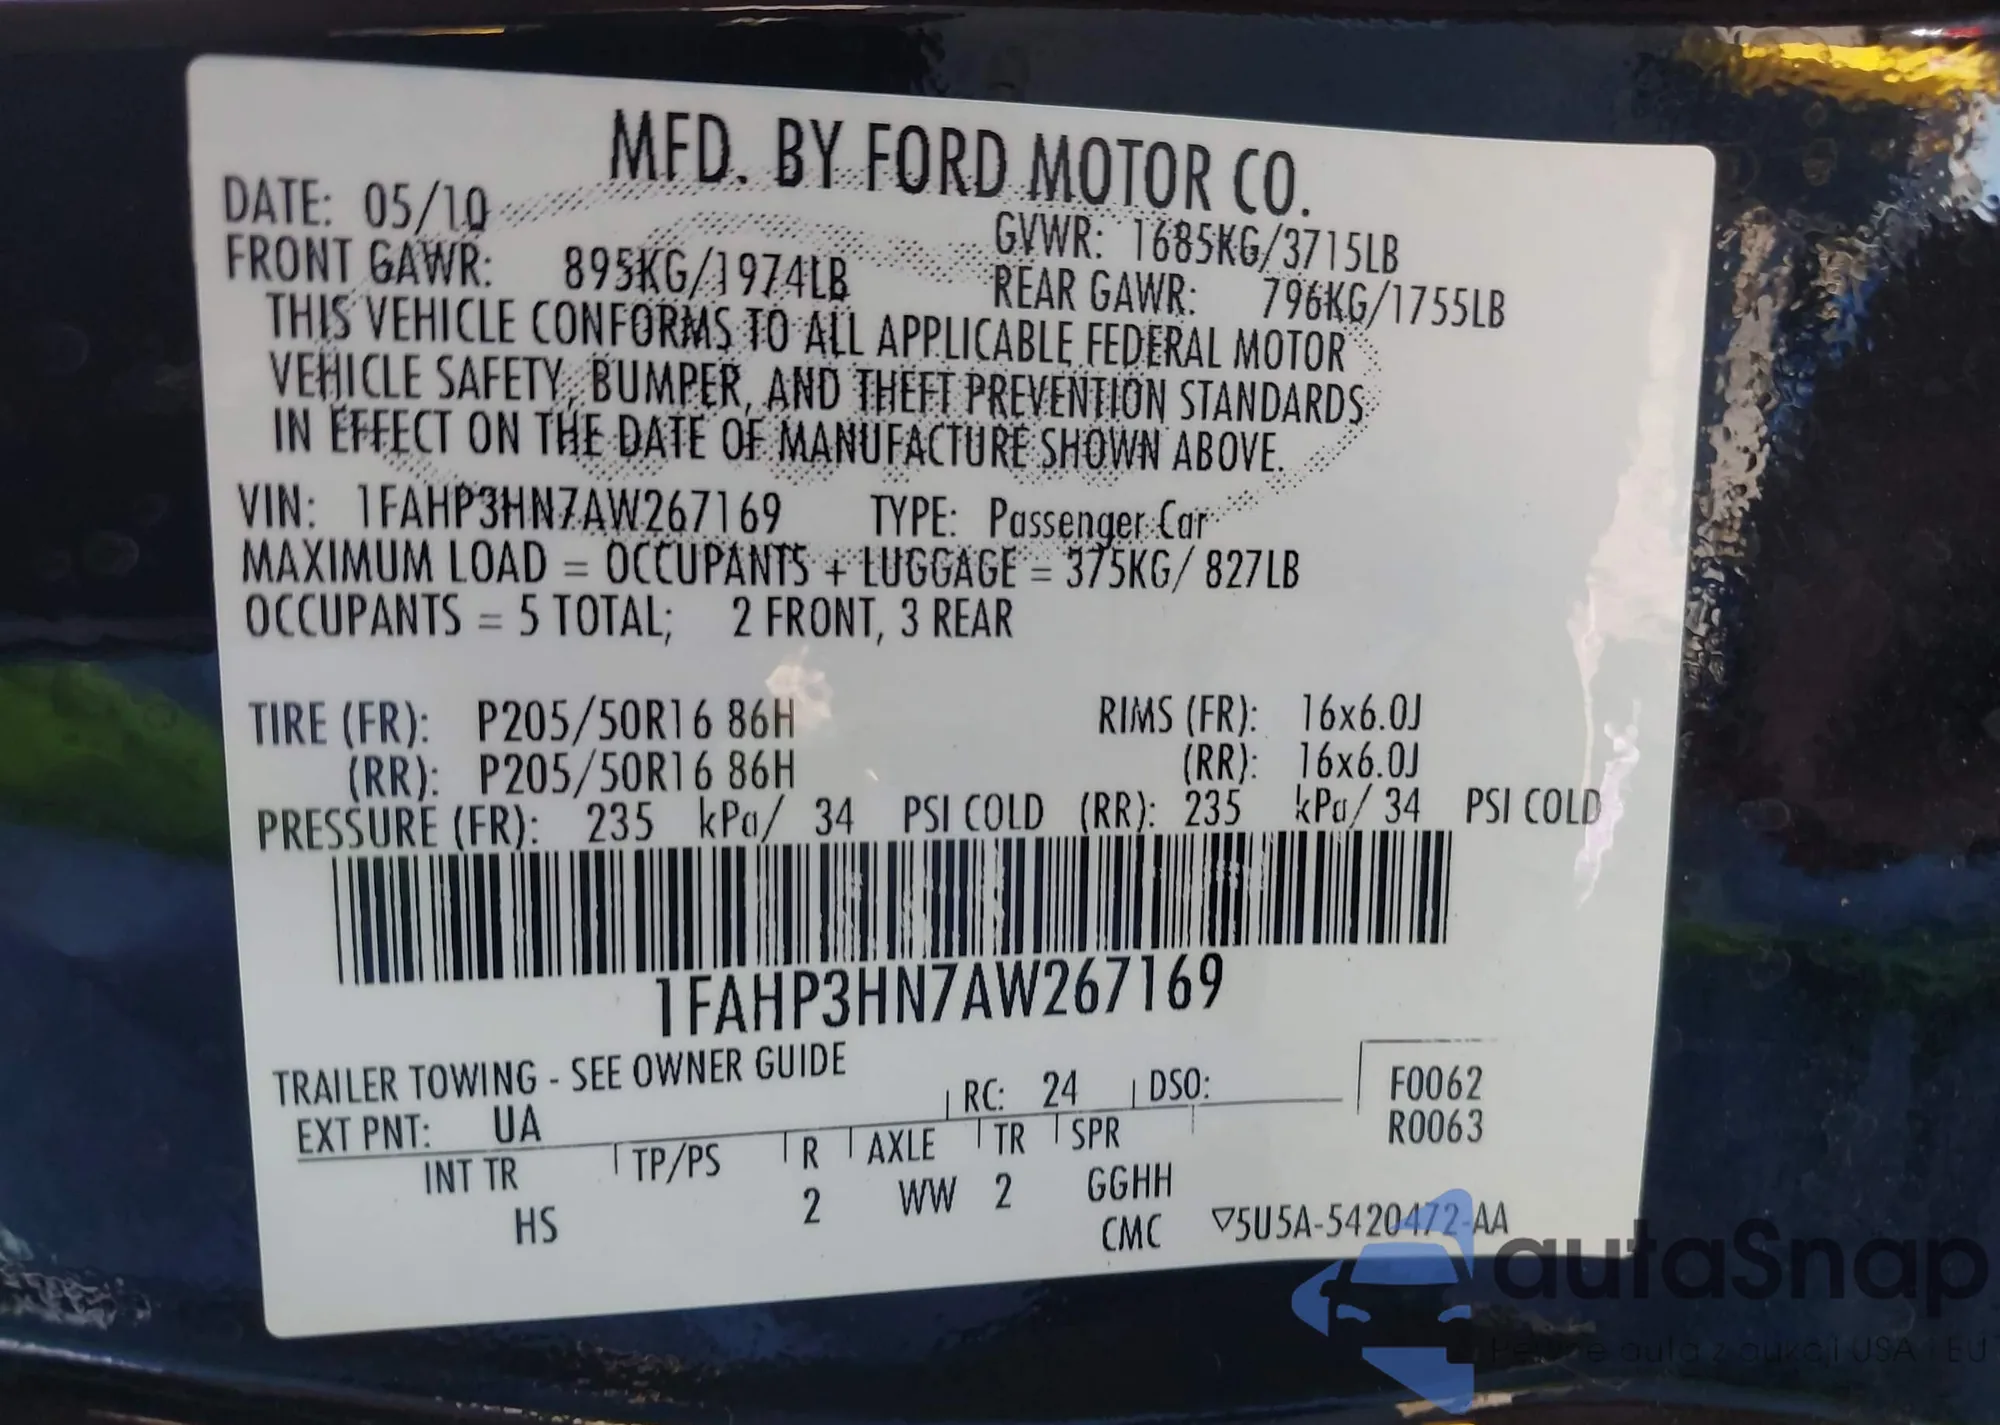 MFD. BY FORD MOTOR CO.
DATE: 05/10
GVWR: 1685KG/3715LB
FRONT GAWR: 895KG/1974LB
REAR GAWR: 796KG/1755LB
THIS VEHICLE CONFORMS TO ALL APPLICABLE FEDERAL MOTOR
VEHICLE SAFETY, BUMPER, AND THEFT PREVENTION STANDARDS
IN EFFECT ON THE DATE OF MANUFACTURE SHOWN ABOVE.
VIN: 1FAHP3HN7AW267169 TYPE: Passenger Car
MAXIMUM LOAD = OCCUPANTS + LUGGAGE = 375KG/ 827LB
OCCUPANTS = 5 TOTAL; 2 FRONT, 3 REAR
TIRE (FR): P205/50R16 86H RIMS (FR): 16x6.0J
(RR): P205/50R16 86H (RR): 16x6.0J
PRESSURE (FR): 235 kPa/ 34 PSI COLD (RR): 235 kPa/ 34 PSI COLD
1FAHP3HN7AW267169
TRAILER TOWING - SEE OWNER GUIDE
EXT PNT: UA RC: 24 DSO: F0062
R0063
INT TR TP/PS R AXLE TR SPR
HS 2 WW 2 GGHH
CMC ▽5U5A-5420472-AA
autaSnap
auta z aukcji USA i EU